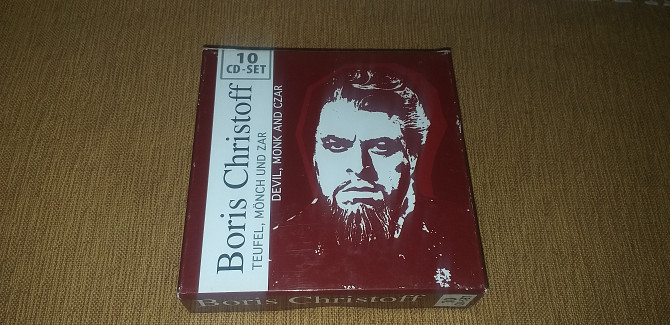 10
CD-SET
Boris Christoff
TEUFEL, MÖNCH UND ZAR
DEVIL, MONK AND CZAR
Boris Christoff